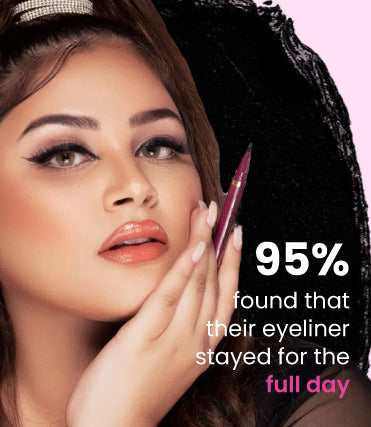 95%
found that
their eyeliner
stayed for the
full day